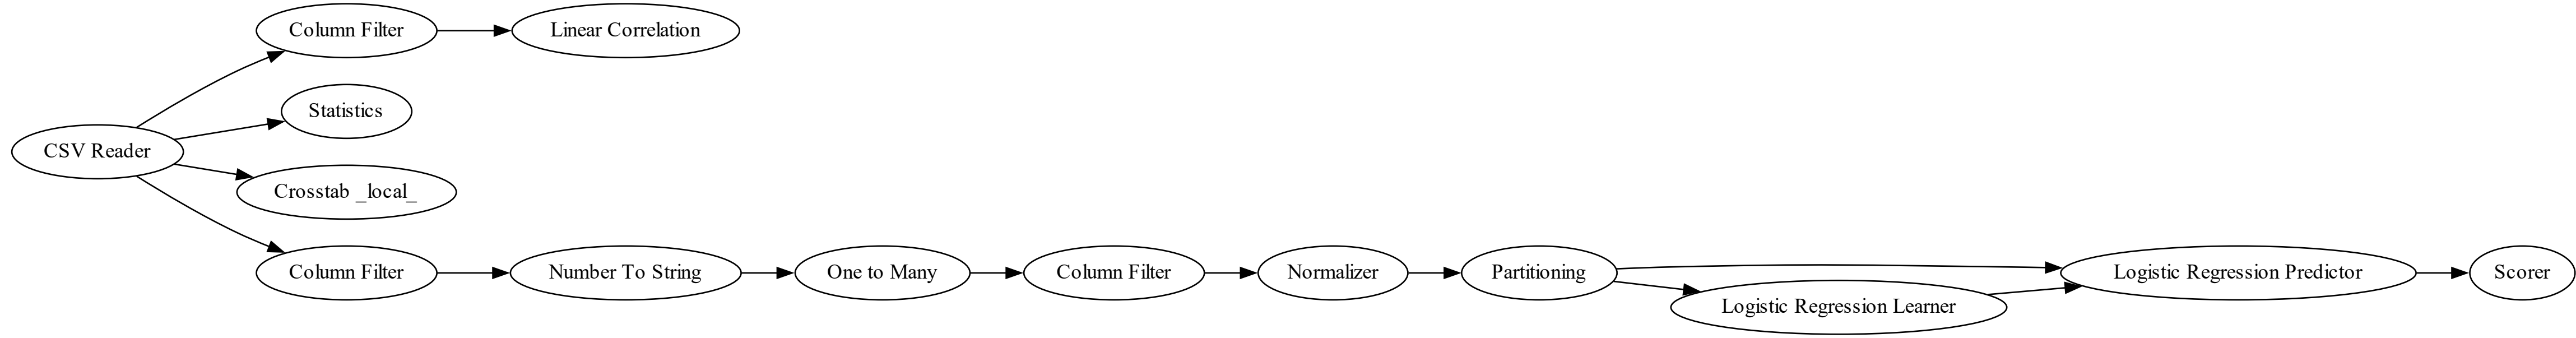 Column Filter
Linear Correlation
Statistics
CSV Reader
Crosstab _local_
Column Filter
Number To String
One to Many
Column Filter
Normalizer
Partitioning
Logistic Regression Predictor
Scorer
Logistic Regression Learner